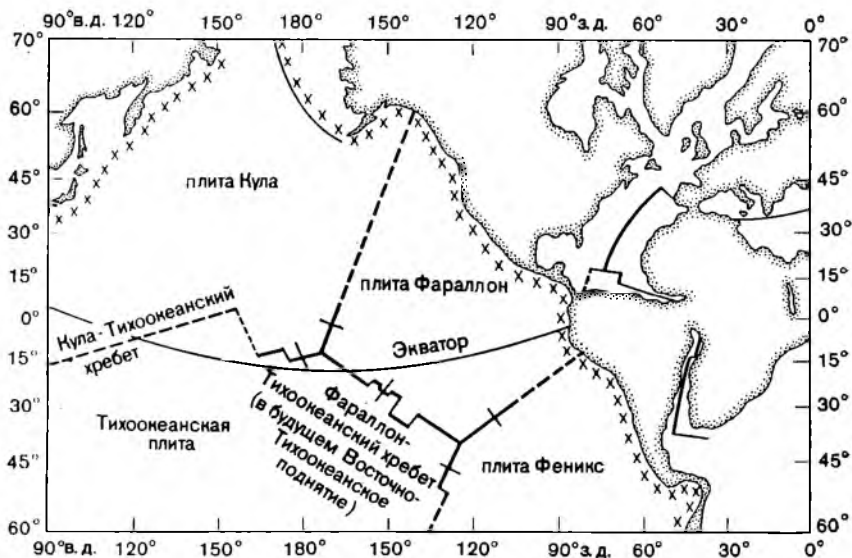 90°в.д. 120° 150° 180° 150° 120° 90°з.д. 60° 30° 0°
70° 70°
60° 60°
45° 45°
30° 30°
15° 15°
0° 0°
15° 15°
30° 30°
45° 45°
60° 60°
плита Кула
плита Фараллон
Кула-Тихоокеанский
хребет
Экватор
Фараллон-
Тихоокеанский хребет
(в будущем Восточно-
Тихоокеанское
поднятие)
Тихоокеанская
плита
плита Феникс
90°в.д. 120° 150° 180° 150° 120° 90°з.д. 60° 30° 0°